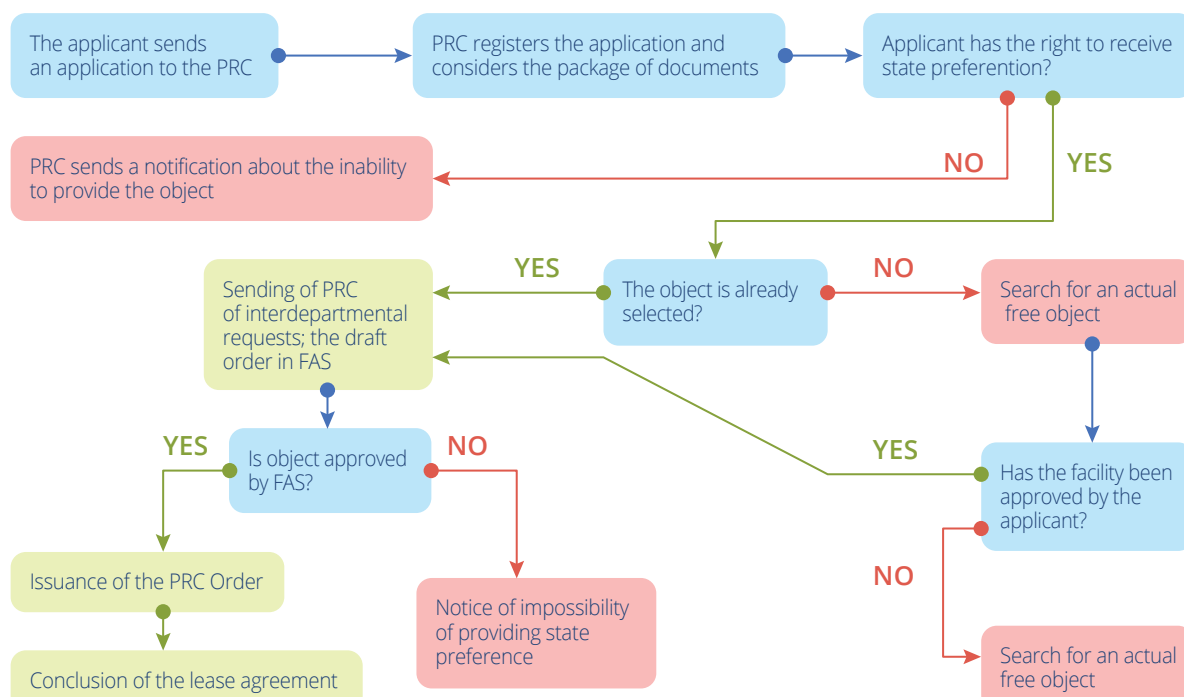 The applicant sends
an application to the PRC
PRC registers the application and
considers the package of documents
Applicant has the right to receive
state preferention?
NO
YES
PRC sends a notification about the inability
to provide the object
YES
NO
Sending of PRC
of interdepartmental
requests; the draft
order in FAS
The object is already
selected?
Search for an actual
free object
YES
NO
YES
Is object approved
by FAS?
Has the facility been
approved by the
applicant?
NO
Issuance of the PRC Order
Notice of impossibility
of providing state
preference
Conclusion of the lease agreement
Search for an actual
free object